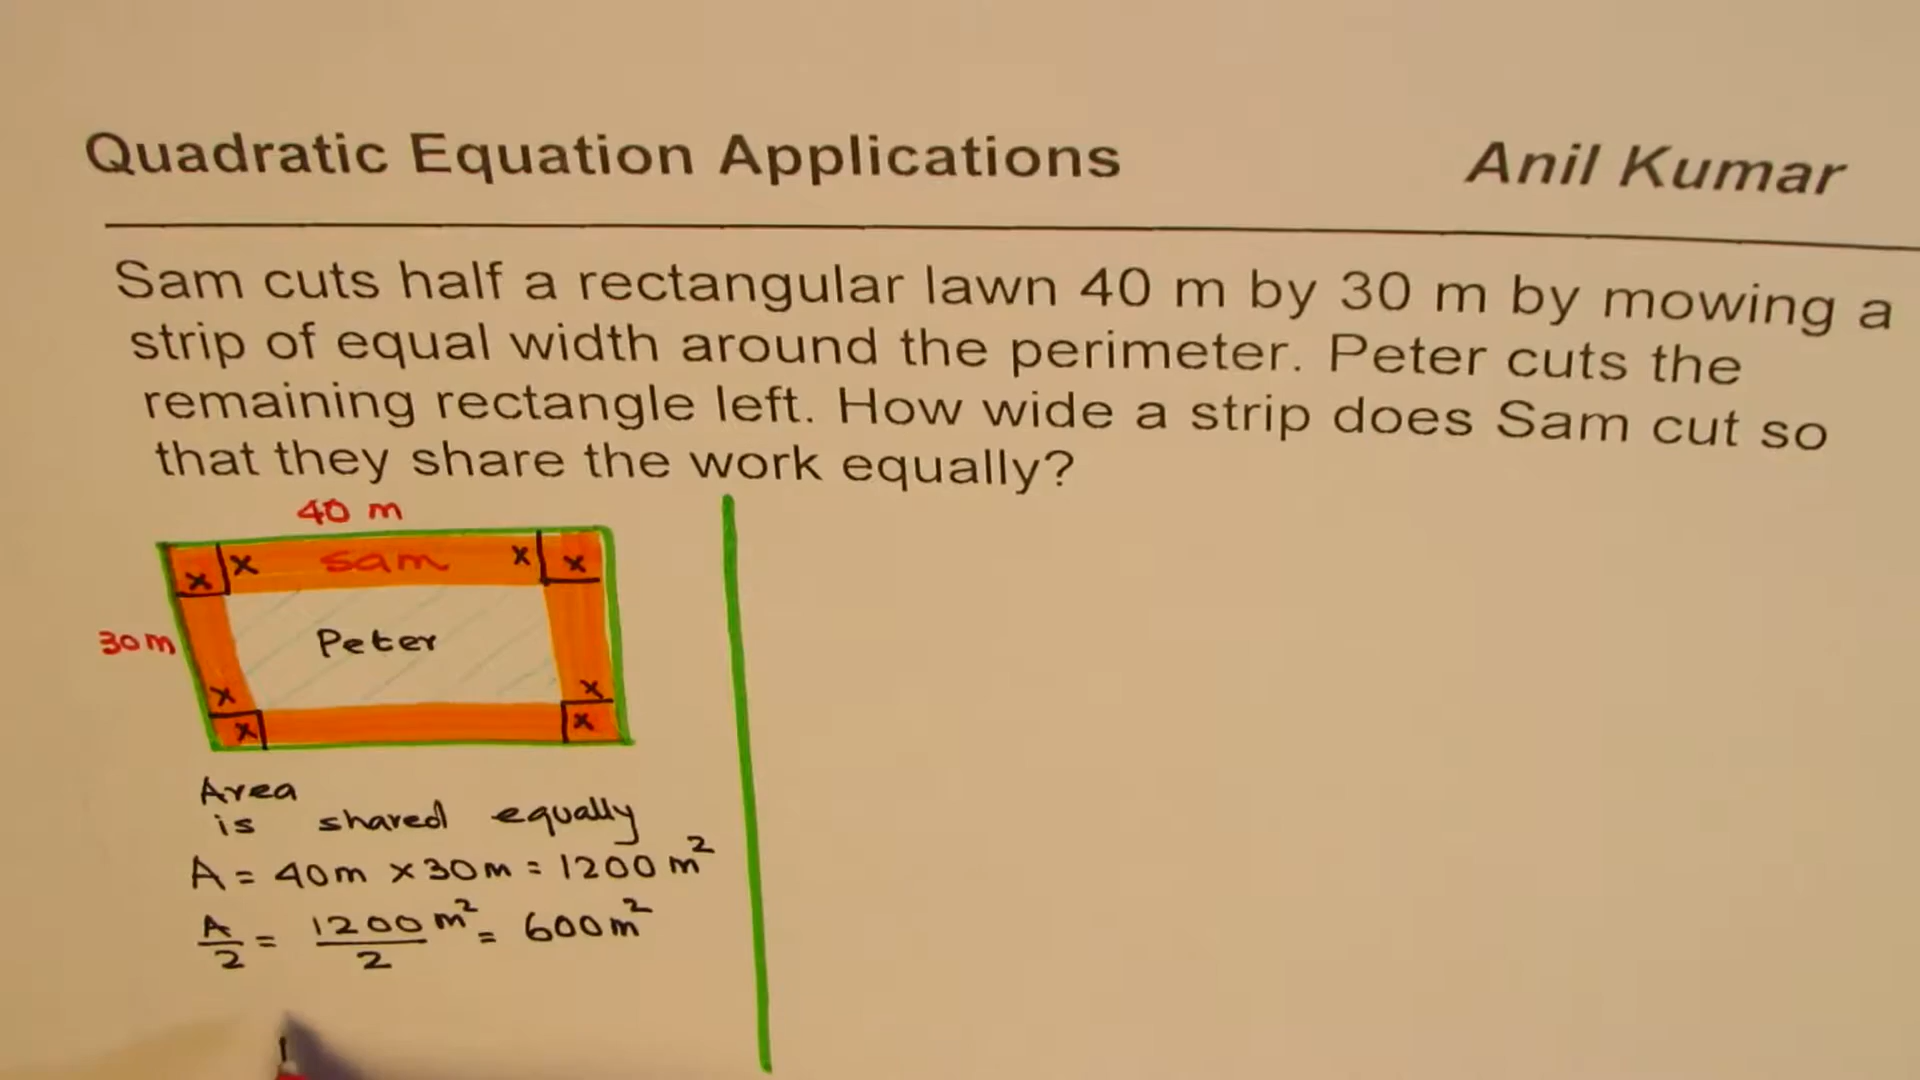 Quadratic Equation Applications Anil Kumar
Sam cuts half a rectangular lawn 40 m by 30 m by mowing a
strip of equal width around the perimeter. Peter cuts the
remaining rectangle left. How wide a strip does Sam cut so
that they share the work equally?
40 m
x x sam x x
30 m Peter
x x
x x
Area
is shared equally
A = 40m × 30m = 1200 m²
A/2 = 1200 m²/2 = 600 m²